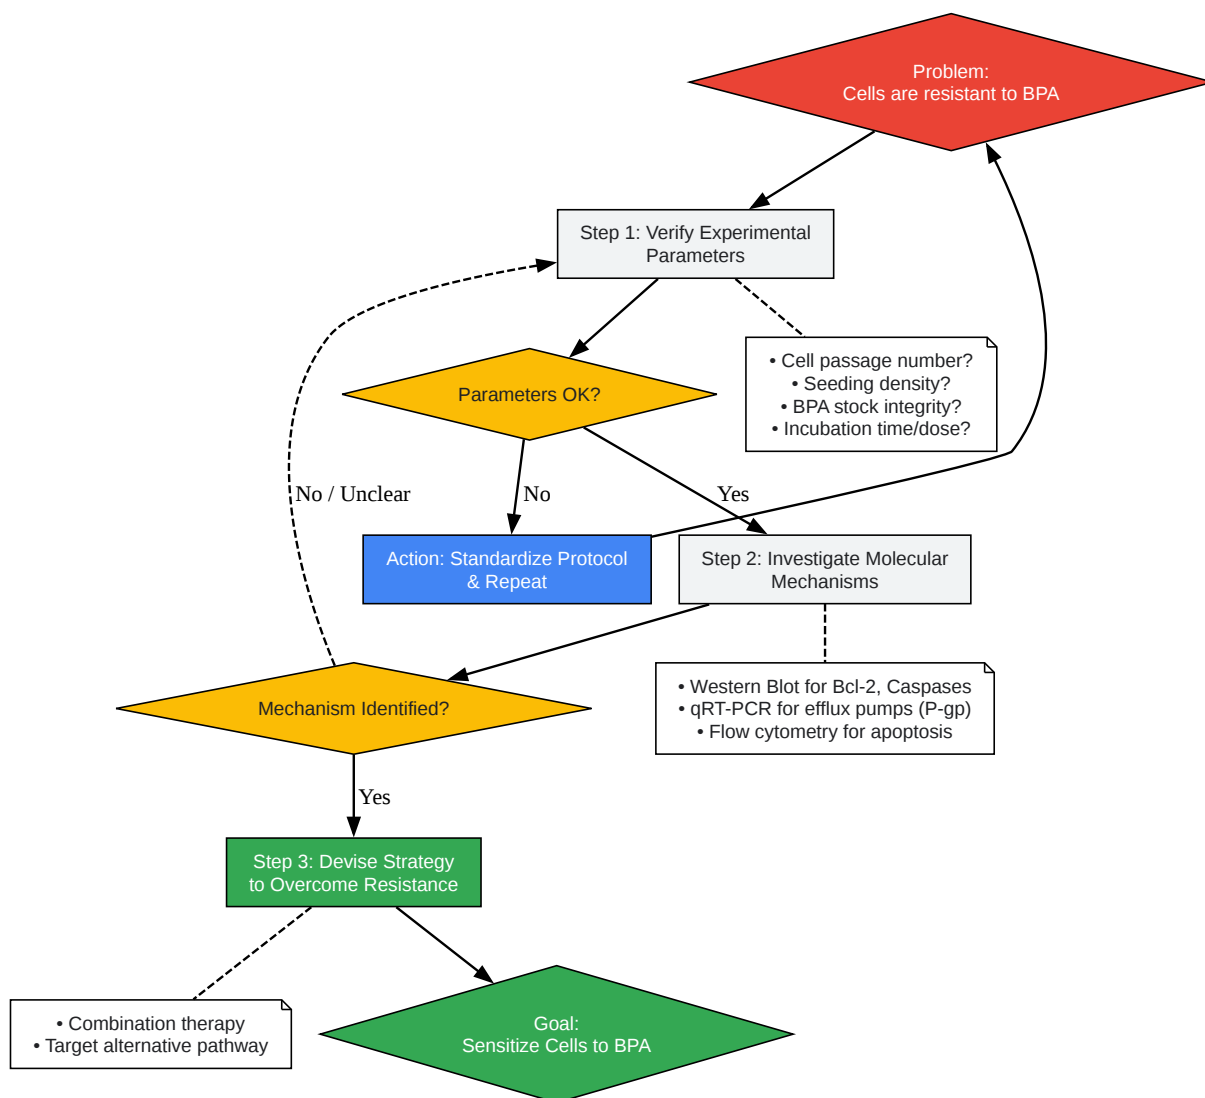 Problem:
Cells are resistant to BPA
Step 1: Verify Experimental
Parameters
• Cell passage number?
• Seeding density?
• BPA stock integrity?
• Incubation time/dose?
Parameters OK?
No / Unclear
No
Yes
Action: Standardize Protocol
& Repeat
Step 2: Investigate Molecular
Mechanisms
• Western Blot for Bcl-2, Caspases
• qRT-PCR for efflux pumps (P-gp)
• Flow cytometry for apoptosis
Mechanism Identified?
Yes
Step 3: Devise Strategy
to Overcome Resistance
• Combination therapy
• Target alternative pathway
Goal:
Sensitize Cells to BPA